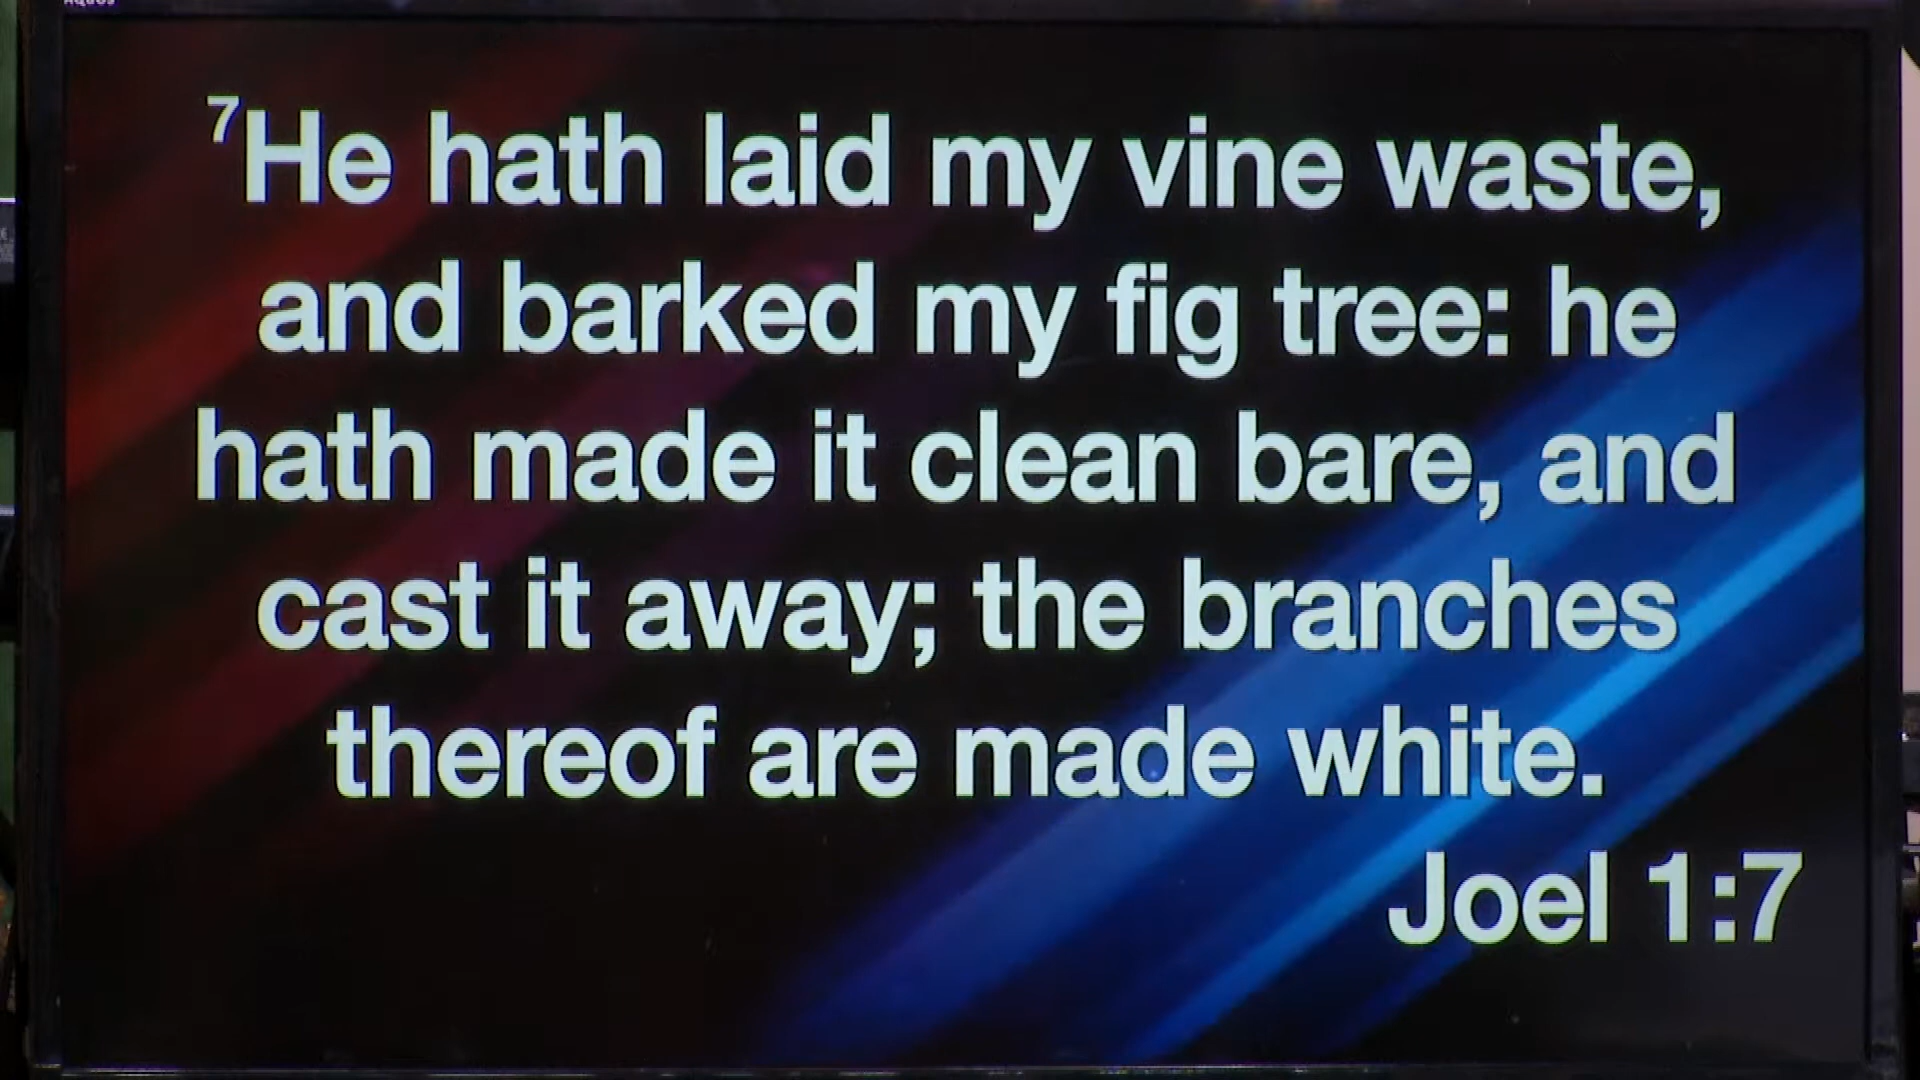 ⁷He hath laid my vine waste,
and barked my fig tree: he
hath made it clean bare, and
cast it away; the branches
thereof are made white.
Joel 1:7